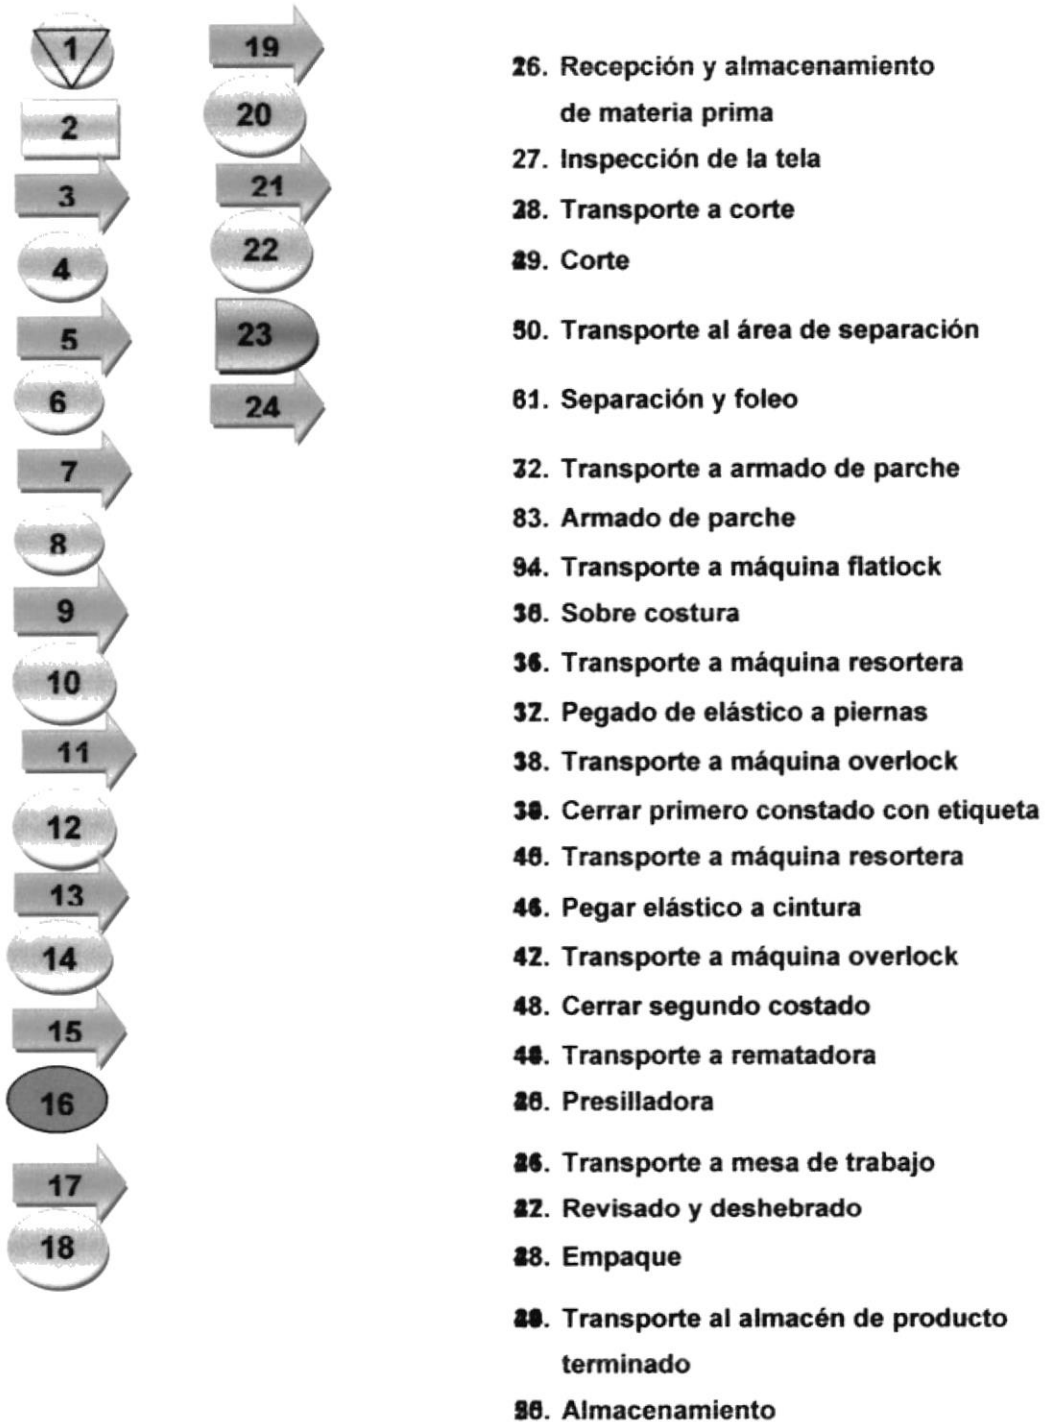 1
2
3
4
5
6
7
8
9
10
11
12
13
14
15
16
17
18
19
20
21
22
23
24
26. Recepción y almacenamiento
de materia prima
27. Inspección de la tela
Transporte a corte
Corte
Transporte al área de separación
Separación y foleo
Transporte a armado de parche
Armado de parche
Transporte a máquina flatlock
Sobre costura
Transporte a máquina resortera
Pegado de elástico a piernas
Transporte a máquina overlock
Cerrar primero constado con etiqueta
Transporte a máquina resortera
Pegar elástico a cintura
Transporte a máquina overlock
Cerrar segundo costado
Transporte a rematadora
Presilladora
Transporte a mesa de trabajo
Revisado y deshebrado
Empaque
Transporte al almacén de producto
terminado
Almacenamiento